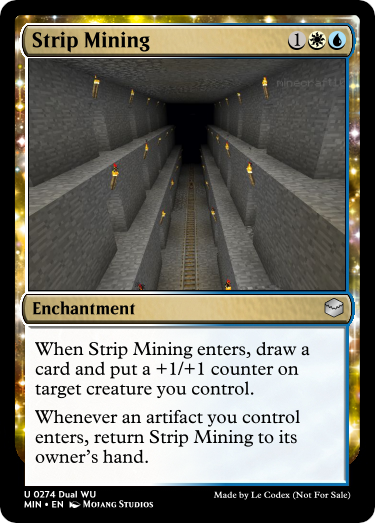 Strip Mining 1
minecraft
Enchantment
When Strip Mining enters, draw a
card and put a +1/+1 counter on
target creature you control.
Whenever an artifact you control
enters, return Strip Mining to its
owner's hand.
U 0274 Dual WU
MIN • EN Mojang Studios
Made by Le Codex (Not For Sale)